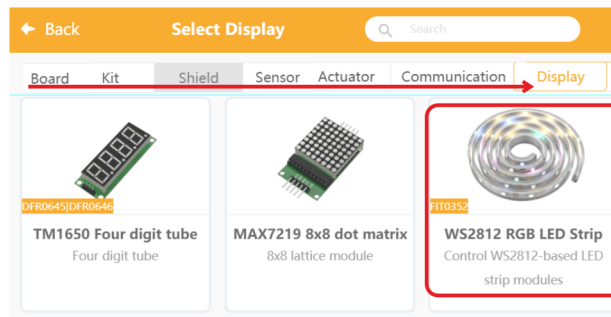 Back
Select Display
Search
Board Kit Shield Sensor Actuator Communication Display
DFR0645|DFR0646
FIT0352
TM1650 Four digit tube
MAX7219 8x8 dot matrix
WS2812 RGB LED Strip
Four digit tube
8x8 lattice module
Control WS2812-based LED
strip modules